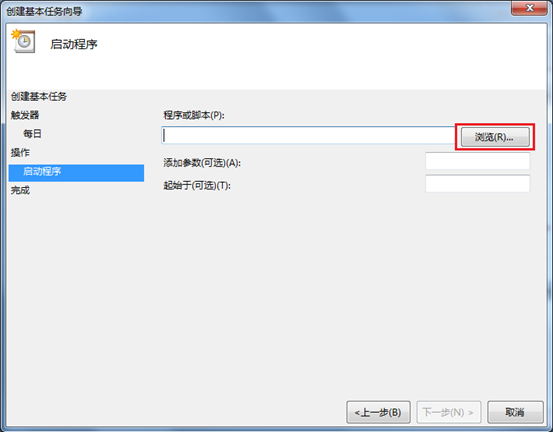 创建基本任务向导
启动程序
创建基本任务
触发器
每日
操作
启动程序
完成
程序或脚本(P):
浏览(R)...
添加参数(可选)(A):
起始于(可选)(T):
<上一步(B)
下一步(N) >
取消